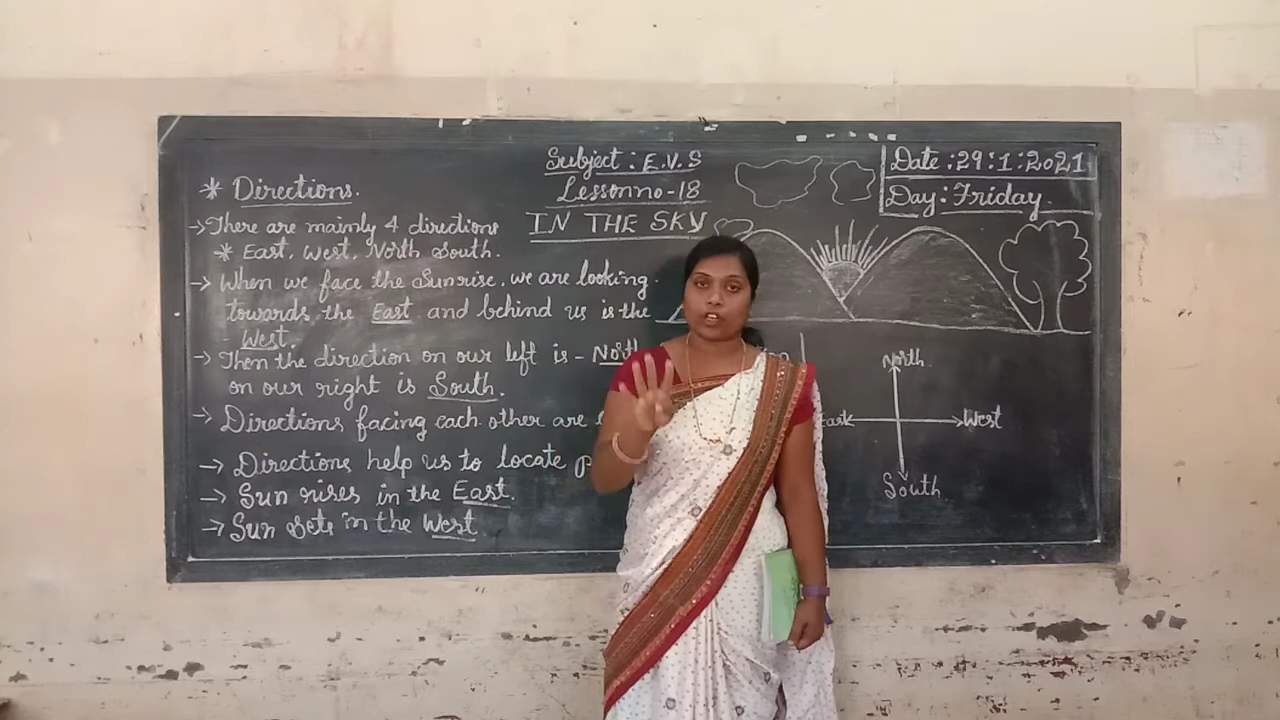 Subject : E.V.S
Lesson no - 18
IN THE SKY
Date : 29 : 1 : 2021
Day : Friday.
* Directions.
→ There are mainly 4 directions
* East, West, North South.
→ When we face the Sunrise, we are looking
towards the East and behind us is the
West.
→ Then the direction on our left is - North
on our right is South.
→ Directions facing each other are
→ Directions help us to locate
→ Sun rises in the East.
→ Sun sets in the West
North
East
West
South